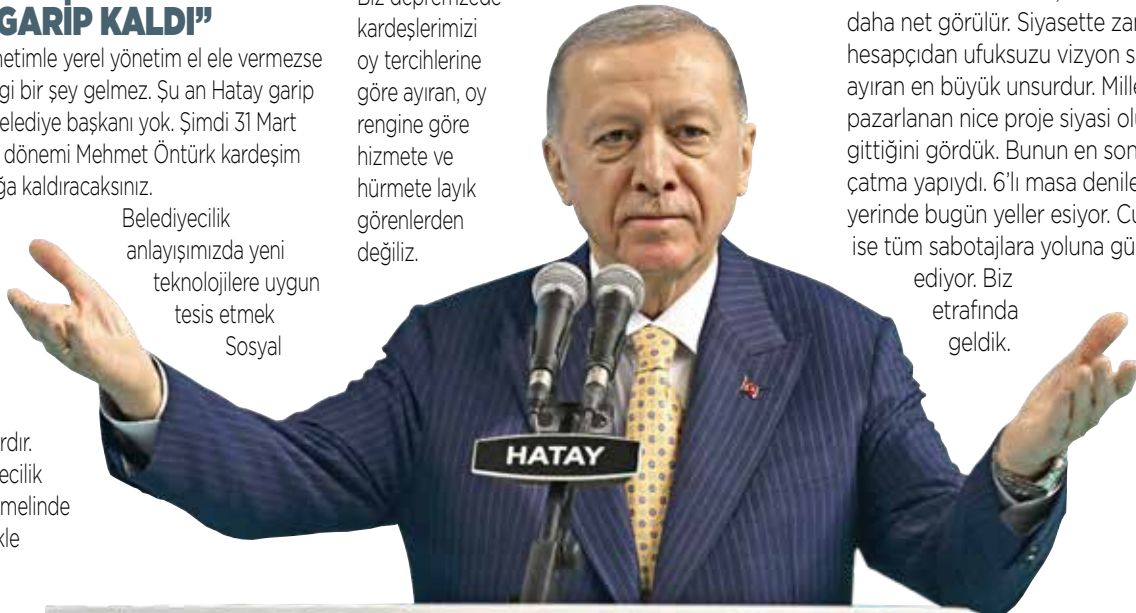 GARİP KALDI”
netimle yerel yönetim el ele vermezse
gi bir şey gelmez. Şu an Hatay garip
elediye başkanı yok. Şimdi 31 Mart
dönemi Mehmet Öntürk kardeşim
ğa kaldıracaksınız.
Belediyecilik
anlayışımızda yeni
teknolojilere uygun
tesis etmek
Sosyal
rdır.
ecilik
melinde
kle
Biz depremzede
kardeşlerimizi
oy tercihlerine
göre ayıran, oy
rengine göre
hizmete ve
hürmete layık
görenlerden
değiliz.
HATAY
daha net görülür. Siyasette zar
hesapçıdan ufuksuzu vizyon s
ayıran en büyük unsurdur. Mille
pazarlanan nice proje siyasi olu
gittiğini gördük. Bunun en son
çatma yapıydı. 6’lı masa denile
yerinde bugün yeller esiyor. Cu
ise tüm sabotajlara yoluna gü
ediyor. Biz
etrafında
geldik.